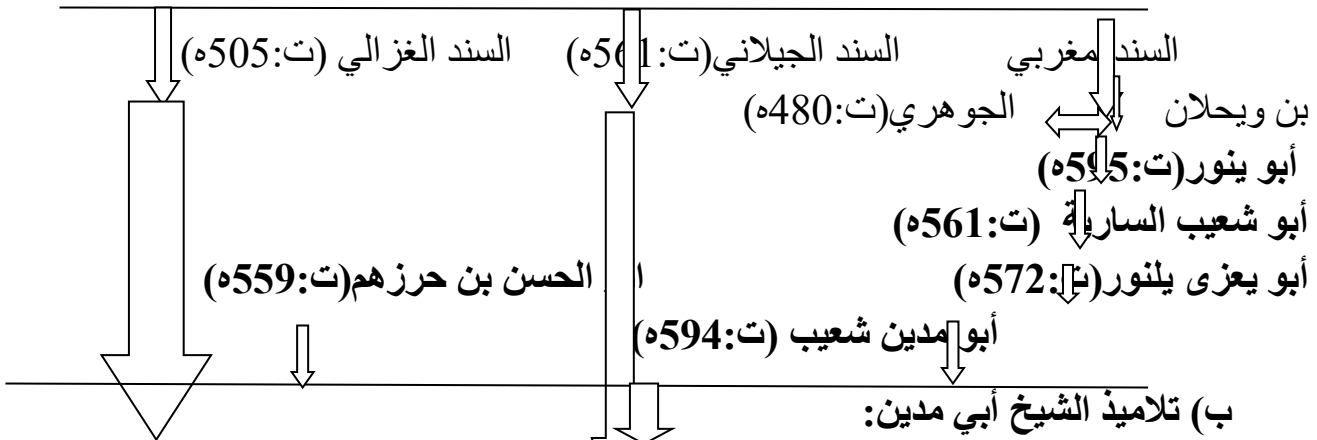 السند مغربي السند الجيلاني(ت:561ه) السند الغزالي (ت:505ه)
بن ويحلان الجوهري(ت:480ه)
أبو ينور(ت:595ه)
أبو شعيب السارية (ت:561ه)
أبو يعزى يلنور(ت:572ه) الحسن بن حرزهم(ت:559ه)
أبو مدين شعيب (ت:594ه)
ب) تلاميذ الشيخ أبي مدين: